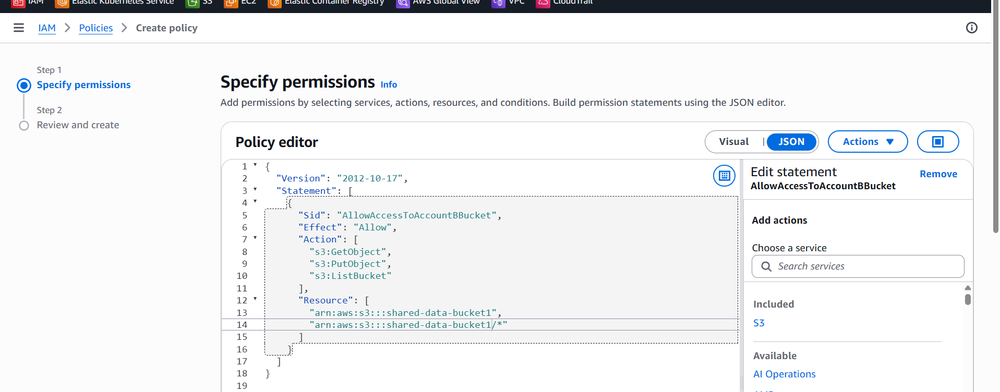 IAM Elastic Kubernetes Service S3 EC2 Elastic Container Registry AWS Global View VPC CloudTrail
IAM > Policies > Create policy
Step 1
Specify permissions
Step 2
Review and create
Specify permissions Info
Add permissions by selecting services, actions, resources, and conditions. Build permission statements using the JSON editor.
Policy editor
Visual | JSON
Actions
1 {
2 "Version": "2012-10-17",
3 "Statement": [
4 {
5 "Sid": "AllowAccessToAccountBBucket",
6 "Effect": "Allow",
7 "Action": [
8 "s3:GetObject",
9 "s3:PutObject",
10 "s3:ListBucket"
11 ],
12 "Resource": [
13 "arn:aws:s3:::shared-data-bucket1",
14 "arn:aws:s3:::shared-data-bucket1/*"
15 ]
16 }
17 ]
18 }
19
Edit statement
Remove
AllowAccessToAccountBBucket
Add actions
Choose a service
Search services
Included
S3
Available
AI Operations